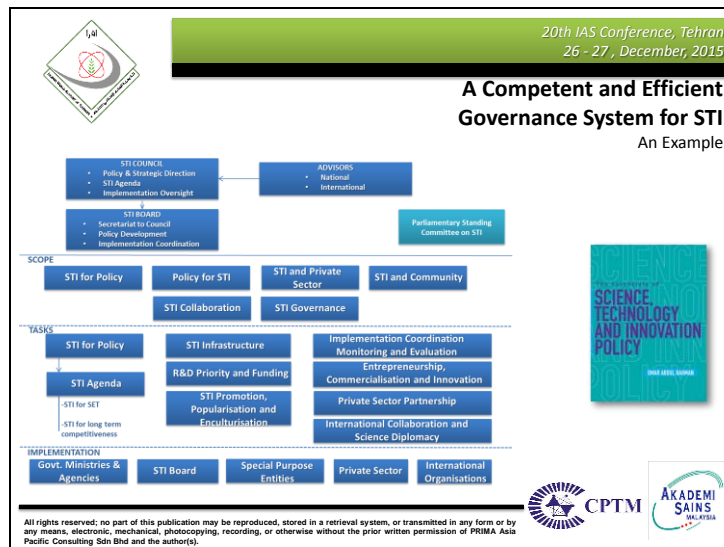 20th IAS Conference, Tehran
26 - 27 , December, 2015
A Competent and Efficient
Governance System for STI
An Example
STI COUNCIL
• Policy & Strategic Direction
• STI Agenda
• Implementation Oversight
ADVISORS
• National
• International
STI BOARD
• Secretariat to Council
• Policy Development
• Implementation Coordination
Parliamentary Standing
Committee on STI
SCOPE
STI for Policy
Policy for STI
STI and Private
Sector
STI and Community
STI Collaboration
STI Governance
TASKS
STI for Policy
STI Infrastructure
Implementation Coordination
Monitoring and Evaluation
STI Agenda
R&D Priority and Funding
Entrepreneurship,
Commercialisation and Innovation
-STI for SET
-STI for long term
competitiveness
STI Promotion,
Popularisation and
Enculturisation
Private Sector Partnership
International Collaboration and
Science Diplomacy
IMPLEMENTATION
Govt. Ministries &
Agencies
STI Board
Special Purpose
Entities
Private Sector
International
Organisations
SCIENCE,
TECHNOLOGY
AND INNOVATION
POLICY
OMAR ABDUL RAHMAN
CPTM
AKADEMI
SAINS
MALAYSIA
All rights reserved; no part of this publication may be reproduced, stored in a retrieval system, or transmitted in any form or by
any means, electronic, mechanical, photocopying, recording, or otherwise without the prior written permission of PRIMA Asia
Pacific Consulting Sdn Bhd and the author(s).